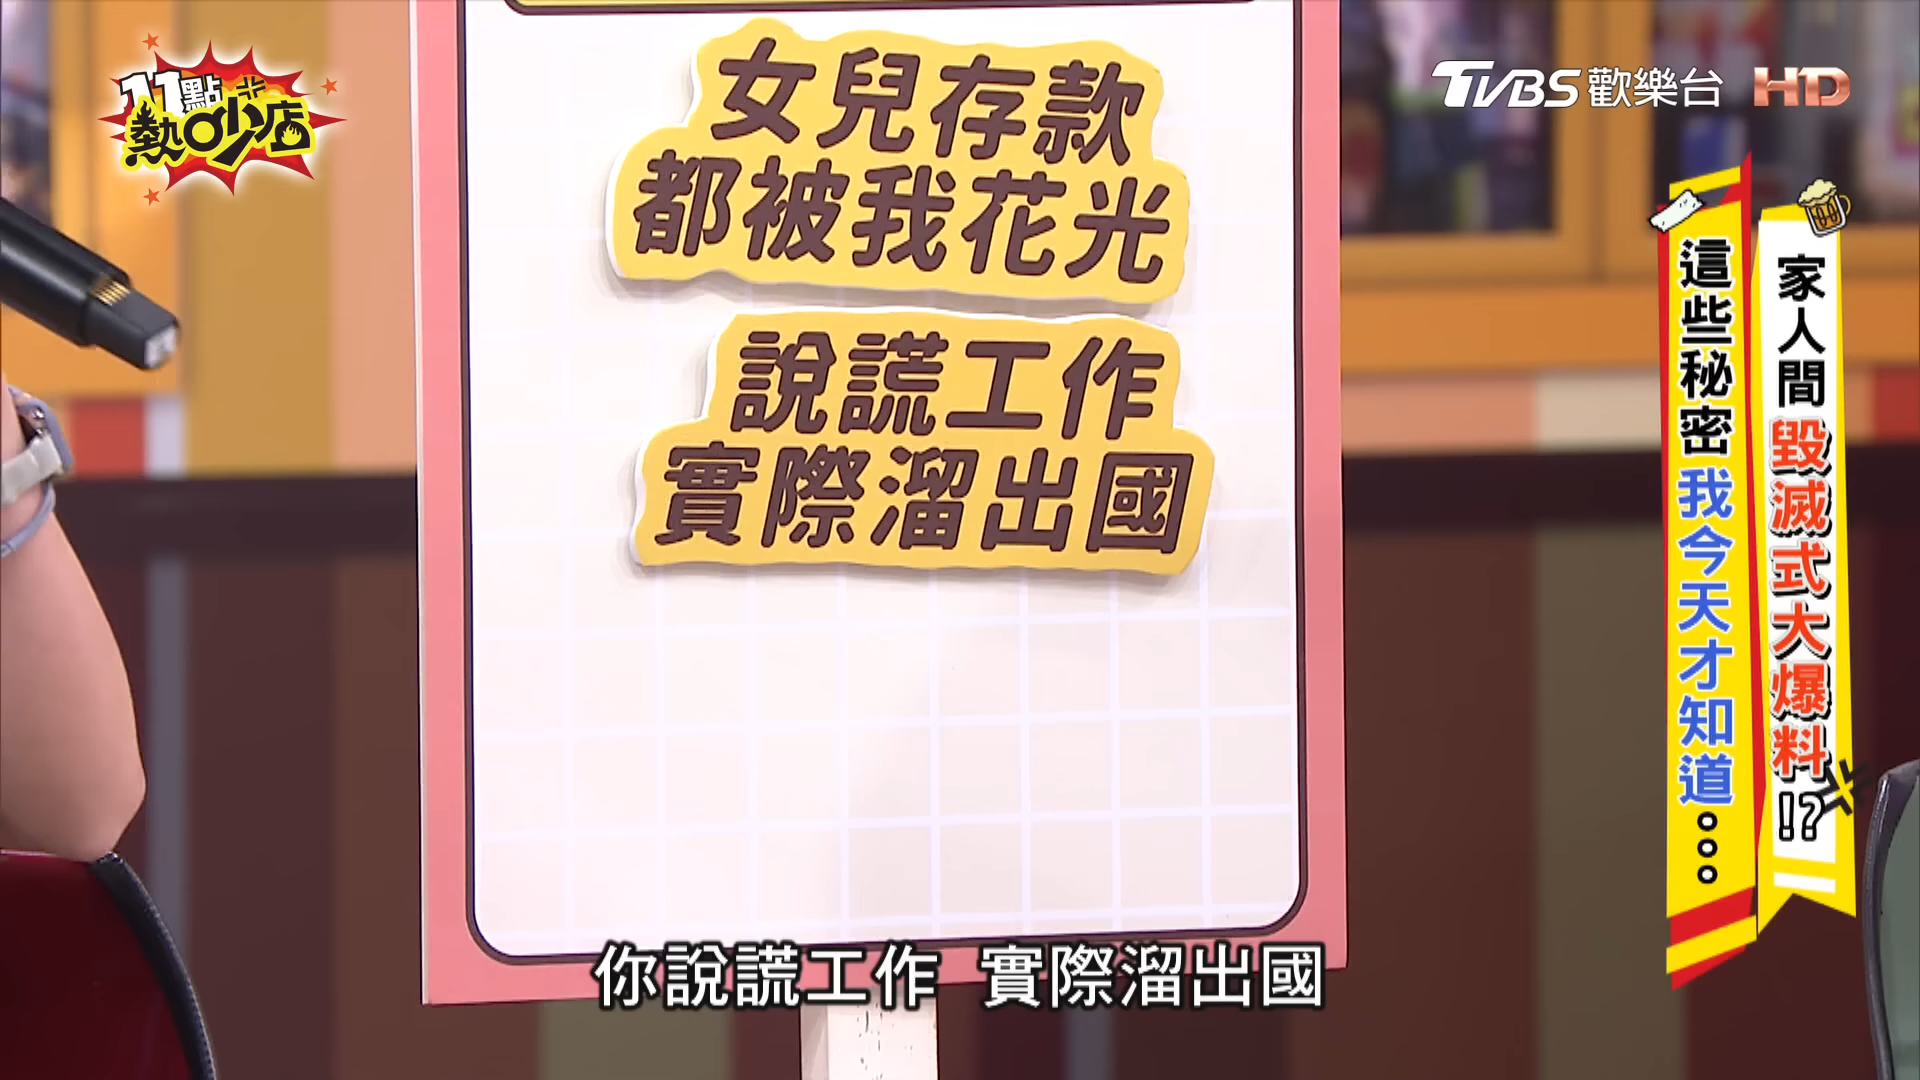 11點
熱吵店
TVBS歡樂台 HD
女兒存款
都被我花光
說謊工作
實際溜出國
家人間毀滅式大爆料!?
這些秘密我今天才知道....
你說謊工作 實際溜出國